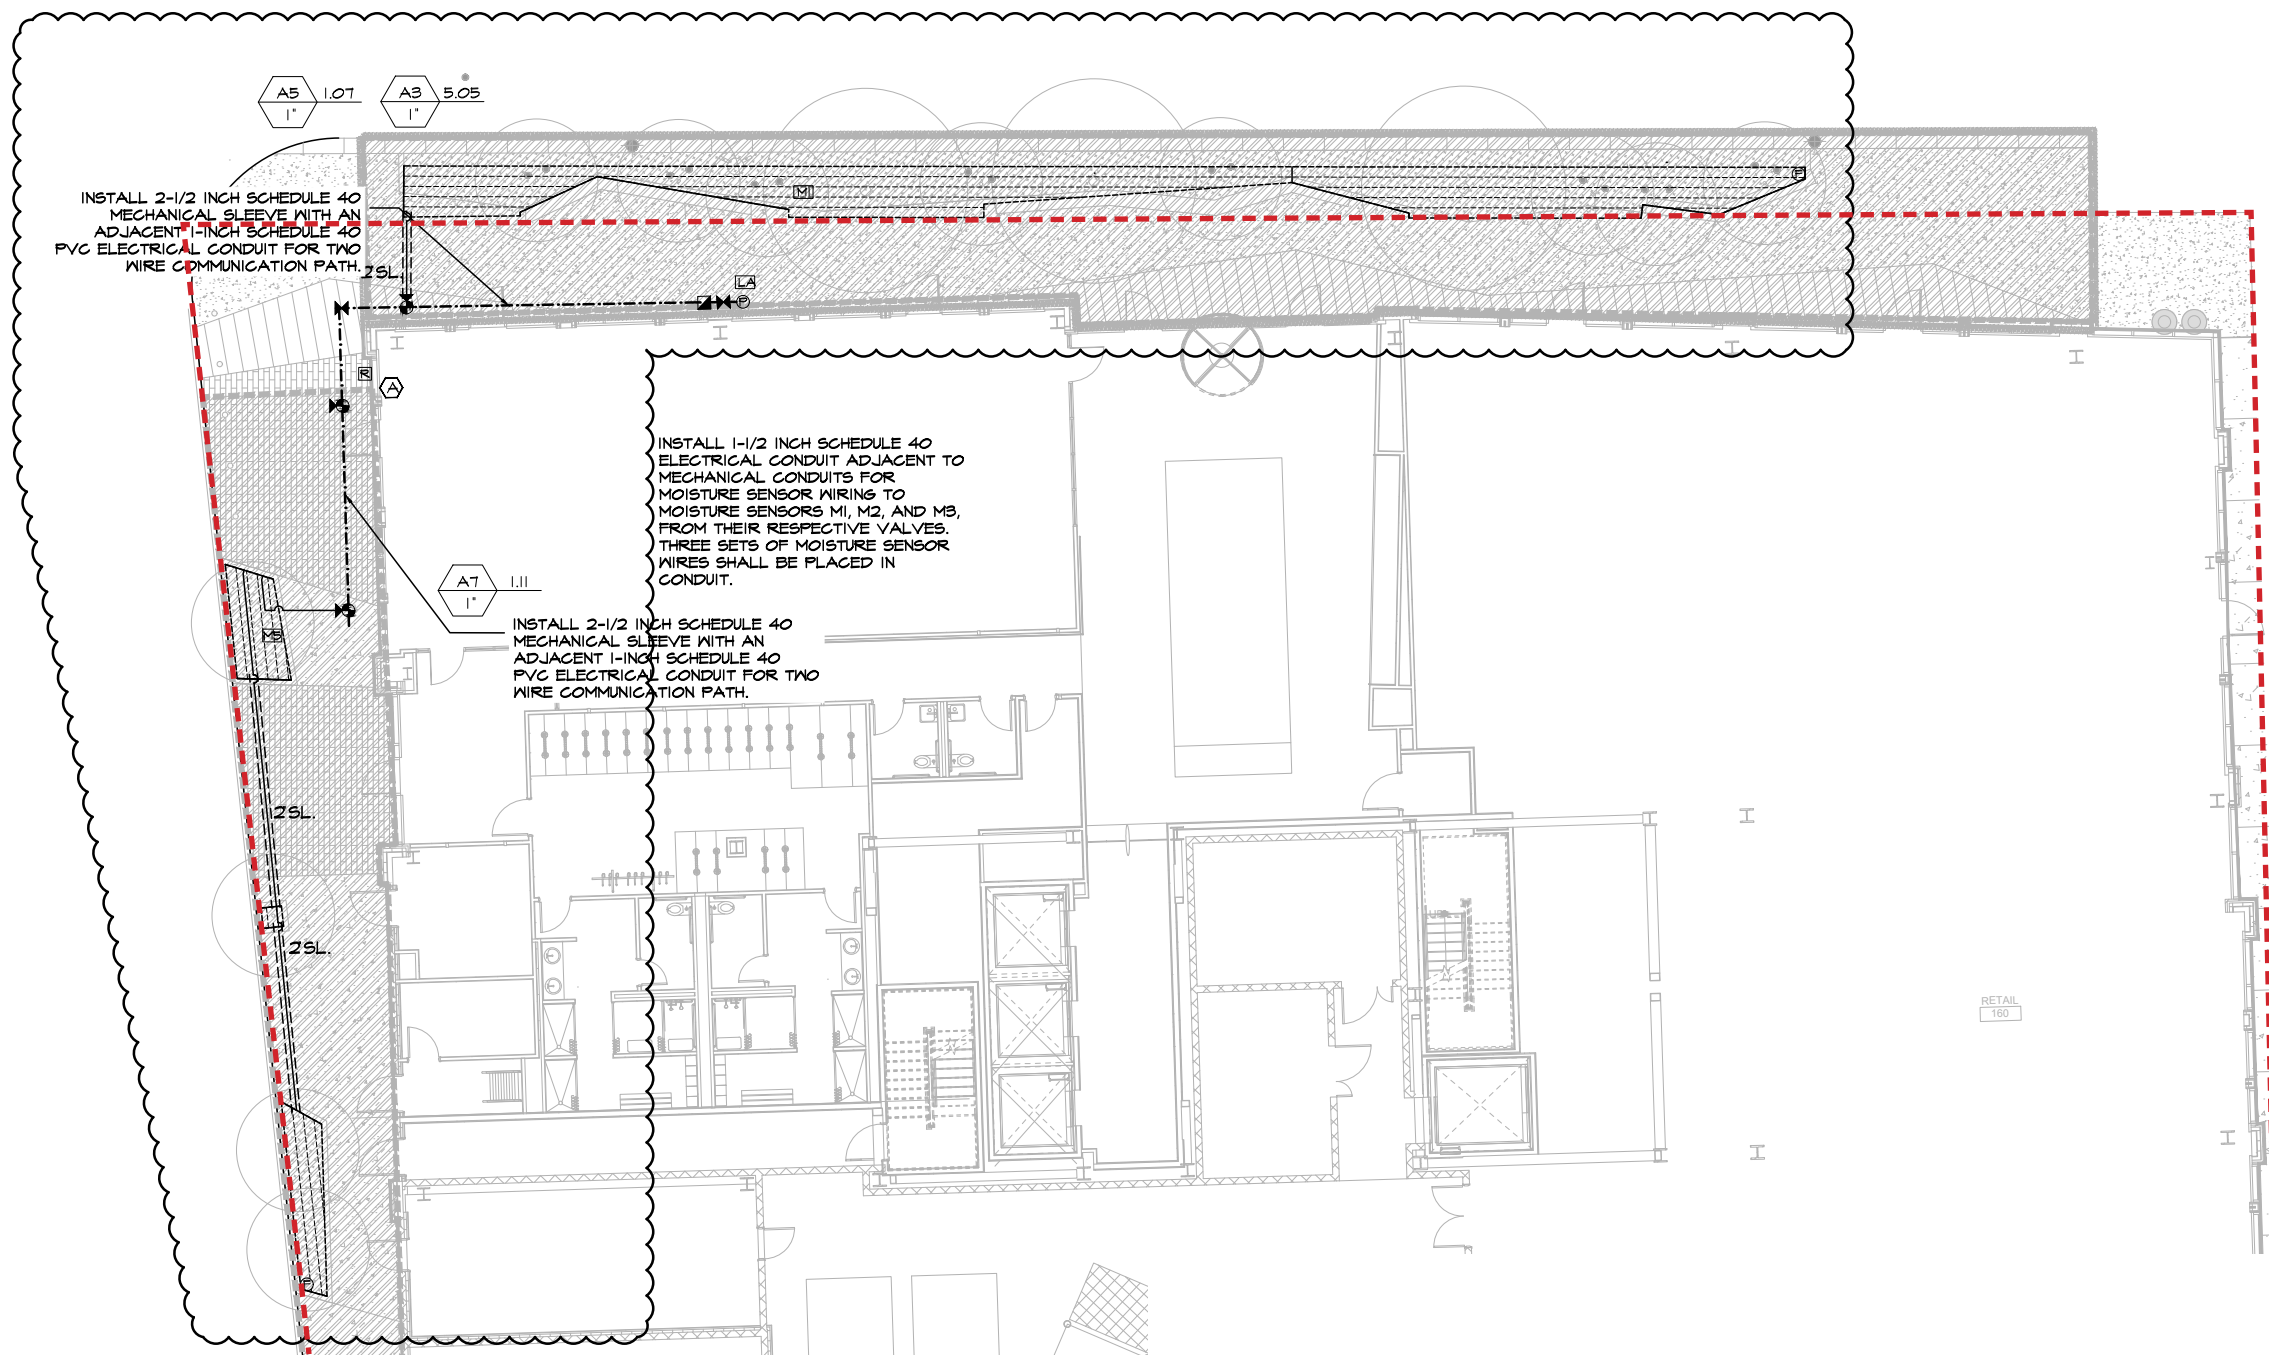 A5 1.07
1"
A3 5.05
1"
INSTALL 2-1/2 INCH SCHEDULE 40
MECHANICAL SLEEVE WITH AN
ADJACENT 1-INCH SCHEDULE 40
PVC ELECTRICAL CONDUIT FOR TWO
WIRE COMMUNICATION PATH.
2SL.
M1
F
LA
P
R
A
INSTALL 1-1/2 INCH SCHEDULE 40
ELECTRICAL CONDUIT ADJACENT TO
MECHANICAL CONDUITS FOR
MOISTURE SENSOR WIRING TO
MOISTURE SENSORS M1, M2, AND M3,
FROM THEIR RESPECTIVE VALVES.
THREE SETS OF MOISTURE SENSOR
WIRES SHALL BE PLACED IN
CONDUIT.
A7 1.11
1"
INSTALL 2-1/2 INCH SCHEDULE 40
MECHANICAL SLEEVE WITH AN
ADJACENT 1-INCH SCHEDULE 40
PVC ELECTRICAL CONDUIT FOR TWO
WIRE COMMUNICATION PATH.
2SL.
2SL.
F
RETAIL
160